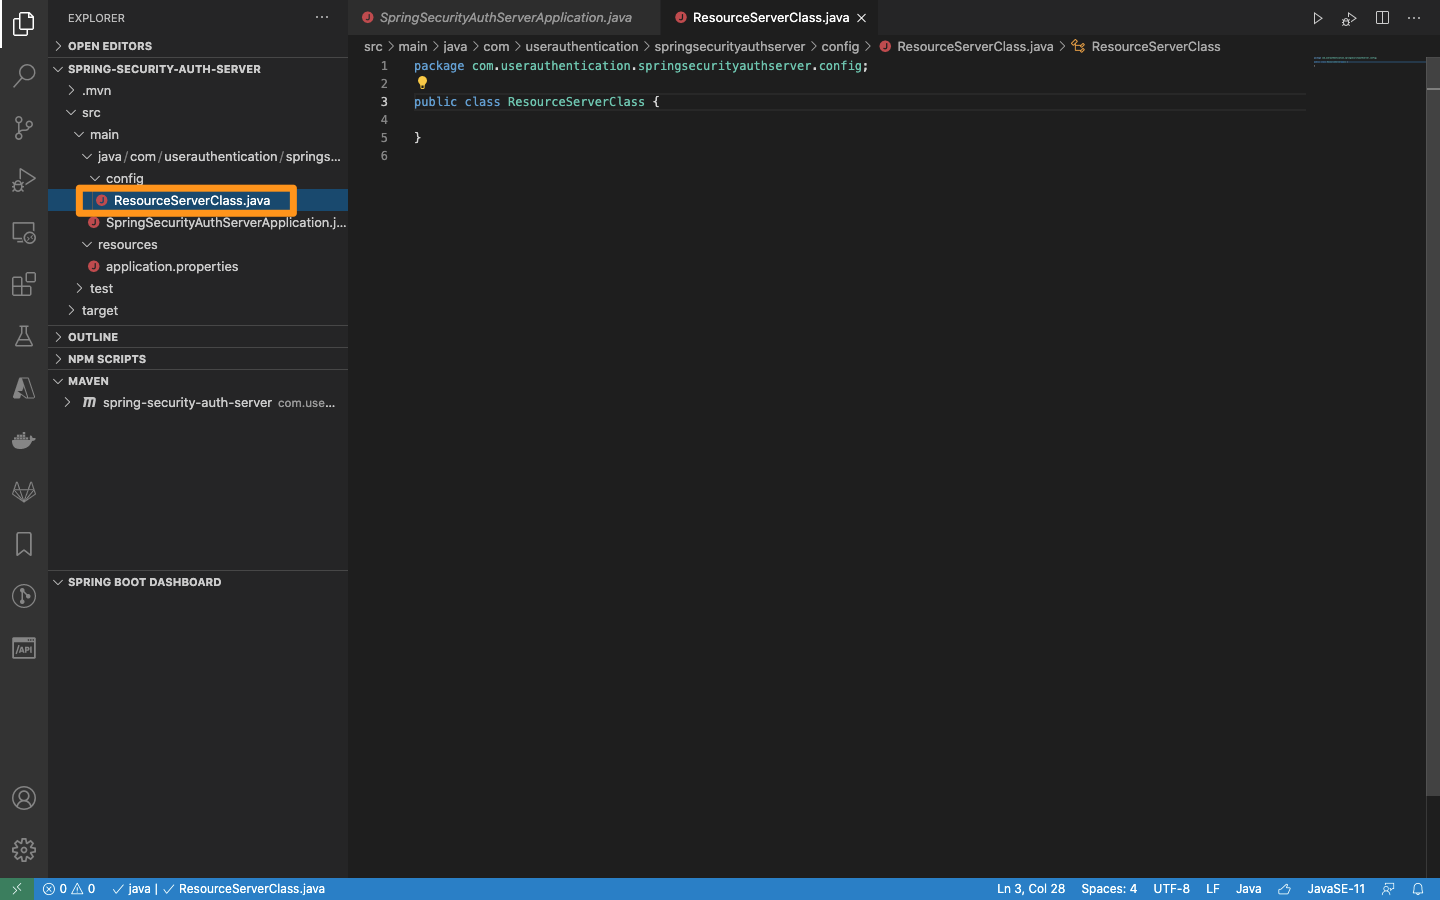 EXPLORER
OPEN EDITORS
SPRING-SECURITY-AUTH-SERVER
.mvn
src
main
java/com/userauthentication/springs...
config
ResourceServerClass.java
SpringSecurityAuthServerApplication.j...
resources
application.properties
test
target
OUTLINE
NPM SCRIPTS
MAVEN
spring-security-auth-server com.use...
SPRING BOOT DASHBOARD
/API
SpringSecurityAuthServerApplication.java
ResourceServerClass.java
src > main > java > com > userauthentication > springsecurityauthserver > config > ResourceServerClass.java > ResourceServerClass
1 package com.userauthentication.springsecurityauthserver.config;
2
3 public class ResourceServerClass {
4
5 }
6
0 0 java | ResourceServerClass.java
Ln 3, Col 28 Spaces: 4 UTF-8 LF Java JavaSE-11